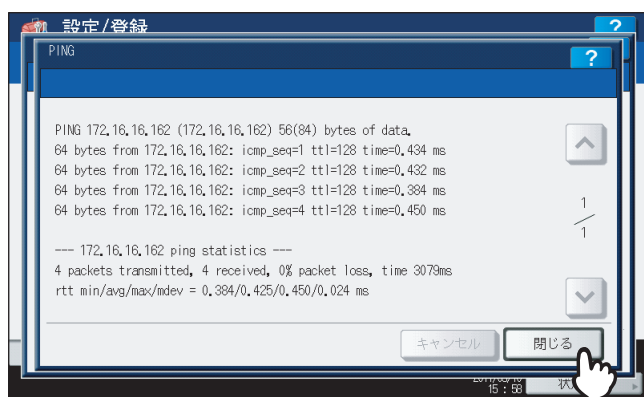 設定/登録
?
PING
?
PING 172.16.16.162 (172.16.16.162) 56(84) bytes of data.
64 bytes from 172.16.16.162: icmp_seq=1 ttl=128 time=0.434 ms
64 bytes from 172.16.16.162: icmp_seq=2 ttl=128 time=0.432 ms
64 bytes from 172.16.16.162: icmp_seq=3 ttl=128 time=0.384 ms
64 bytes from 172.16.16.162: icmp_seq=4 ttl=128 time=0.450 ms
1
1
--- 172.16.16.162 ping statistics ---
4 packets transmitted, 4 received, 0% packet loss, time 3079ms
rtt min/avg/max/mdev = 0.384/0.425/0.450/0.024 ms
キャンセル
閉じる
15:58